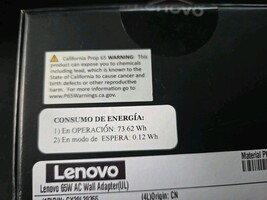 Lenovo
California Prop 65 WARNING: This
product can expose you to chemicals
including lead, which is known to the
State of California to cause cancer and
birth defects or other reproductive
harm. For more information go to
www.P65Warnings.ca.gov.
CONSUMO DE ENERGÍA:
1) En OPERACIÓN: 73.62 Wh
2) En modo de ESPERA: 0.12 Wh
Lenovo
Material
Lenovo 65W AC Wall Adapter(UL)
(4L)Origin: CN